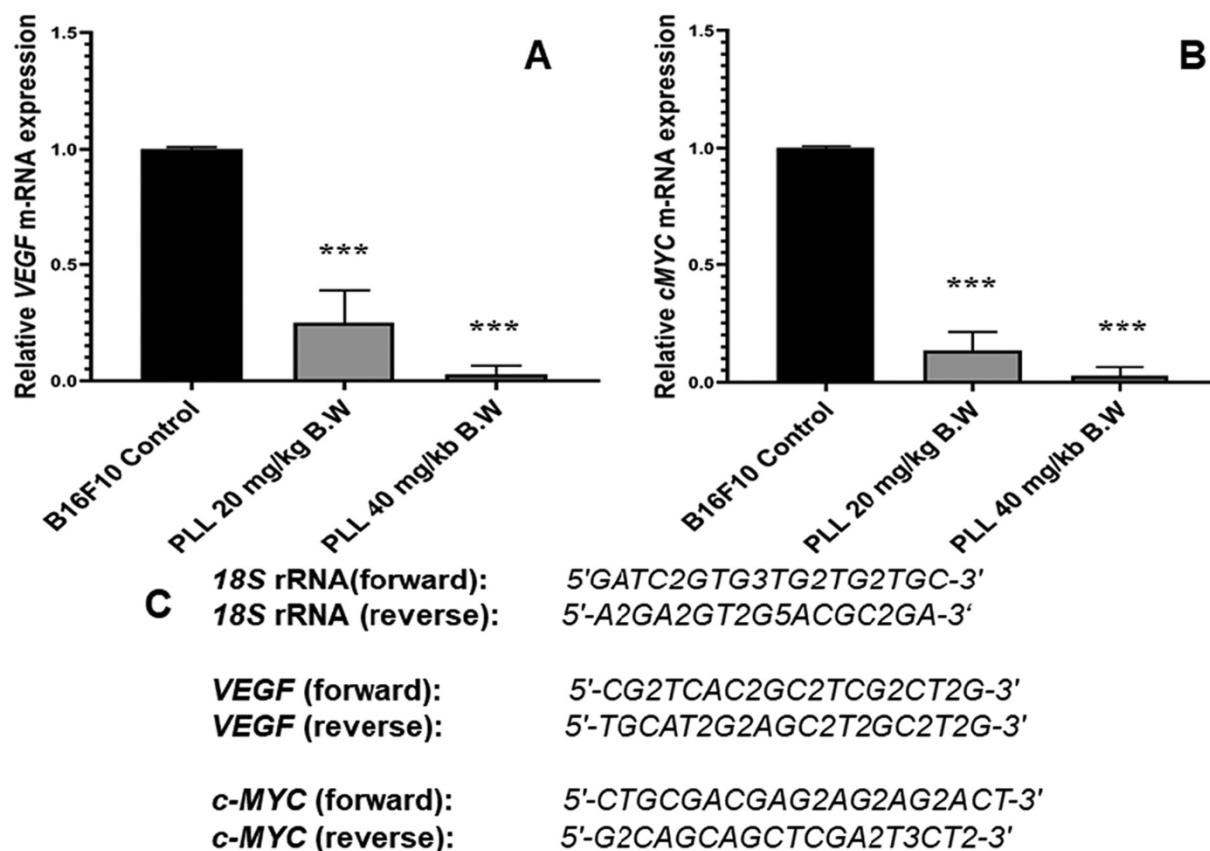 A
Relative VEGF m-RNA expression
1.5
1.0
0.5
0.0
***
***
B16F10 Control
PLL 20 mg/kg B.W
PLL 40 mg/kb B.W
B
Relative cMYC m-RNA expression
1.5
1.0
0.5
0.0
***
***
B16F10 Control
PLL 20 mg/kg B.W
PLL 40 mg/kb B.W
C
18S rRNA(forward): 5'GATC2GTG3TG2TG2TGC-3'
18S rRNA (reverse): 5'-A2GA2GT2G5ACGC2GA-3‘
VEGF (forward): 5'-CG2TCAC2GC2TCG2CT2G-3'
VEGF (reverse): 5'-TGCAT2G2AGC2T2GC2T2G-3'
c-MYC (forward): 5'-CTGCGACGAG2AG2AG2ACT-3'
c-MYC (reverse): 5'-G2CAGCAGCTCGA2T3CT2-3'